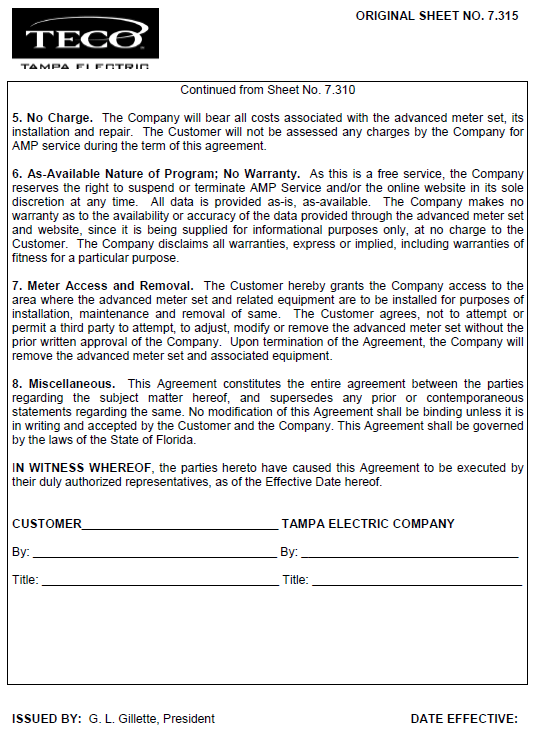 ORIGINAL SHEET NO. 7.315
TECO
TAMPA ELECTRIC
Continued from Sheet No. 7.310
5. No Charge. The Company will bear all costs associated with the advanced meter set, its
installation and repair. The Customer will not be assessed any charges by the Company for
AMP service during the term of this agreement.
6. As-Available Nature of Program; No Warranty. As this is a free service, the Company
reserves the right to suspend or terminate AMP Service and/or the online website in its sole
discretion at any time. All data is provided as-is, as-available. The Company makes no
warranty as to the availability or accuracy of the data provided through the advanced meter set
and website, since it is being supplied for informational purposes only, at no charge to the
Customer. The Company disclaims all warranties, express or implied, including warranties of
fitness for a particular purpose.
7. Meter Access and Removal. The Customer hereby grants the Company access to the
area where the advanced meter set and related equipment are to be installed for purposes of
installation, maintenance and removal of same. The Customer agrees, not to attempt or
permit a third party to attempt, to adjust, modify or remove the advanced meter set without the
prior written approval of the Company. Upon termination of the Agreement, the Company will
remove the advanced meter set and associated equipment.
8. Miscellaneous. This Agreement constitutes the entire agreement between the parties
regarding the subject matter hereof, and supersedes any prior or contemporaneous
statements regarding the same. No modification of this Agreement shall be binding unless it is
in writing and accepted by the Customer and the Company. This Agreement shall be governed
by the laws of the State of Florida.
IN WITNESS WHEREOF, the parties hereto have caused this Agreement to be executed by
their duly authorized representatives, as of the Effective Date hereof.
CUSTOMER______________________________ TAMPA ELECTRIC COMPANY
By: _____________________________________ By: _________________________________
Title: ____________________________________ Title: ________________________________
ISSUED BY: G. L. Gillette, President DATE EFFECTIVE: